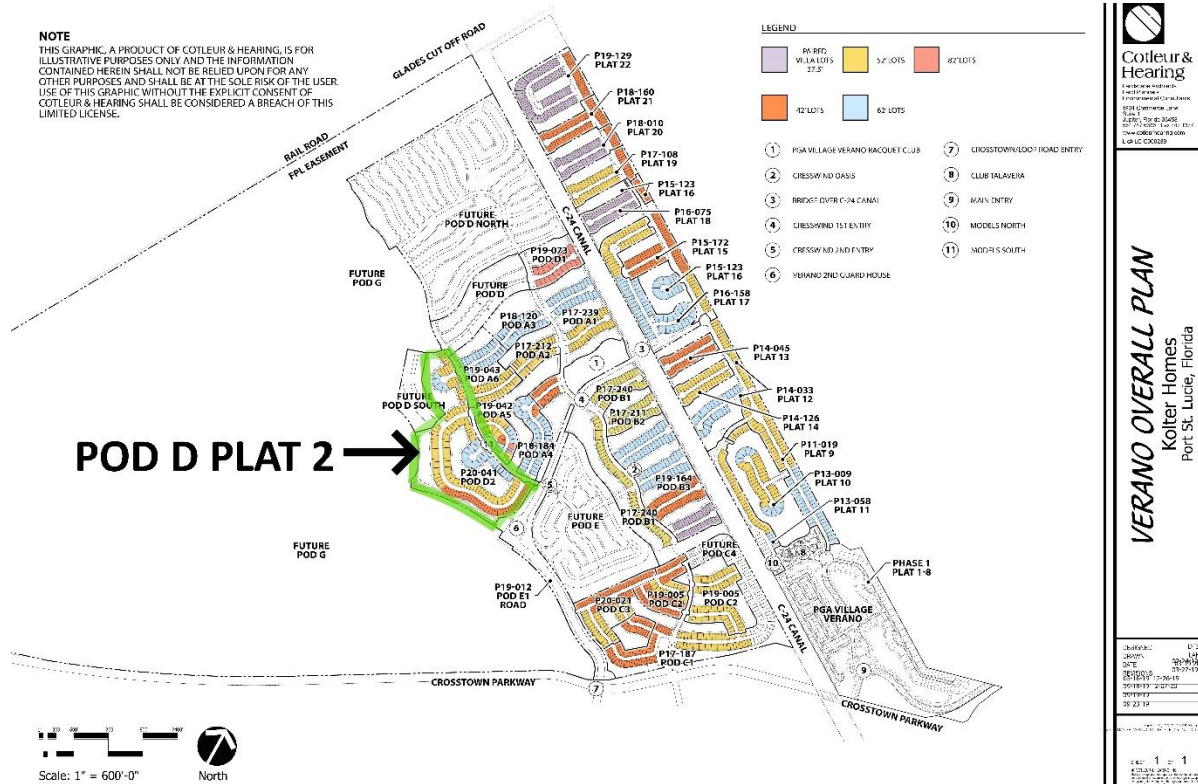 NOTE
THIS GRAPHIC, A PRODUCT OF COTLEUR & HEARING, IS FOR
ILLUSTRATIVE PURPOSES ONLY AND THE INFORMATION
CONTAINED HEREIN SHALL NOT BE RELIED UPON FOR ANY
OTHER PURPOSES AND SHALL BE AT THE SOLE RISK OF THE USER.
USE OF THIS GRAPHIC WITHOUT THE EXPLICIT CONSENT OF
COTLEUR & HEARING SHALL BE CONSIDERED A BREACH OF THIS
LIMITED LICENSE.
GLADES CUT OFF ROAD
RAIL ROAD
FPL EASEMENT
C-24 CANAL
LEGEND
PAIRED
VILLA LOTS
37.5'
52' LOTS
82' LOTS
42' LOTS
62' LOTS
1 PGA VILLAGE VERANO RACQUET CLUB
2 CRESSWIND OASIS
3 BRIDGE OVER C-24 CANAL
4 CRESSWIND 1ST ENTRY
5 CRESSWIND 2ND ENTRY
6 VERANO 2ND GUARD HOUSE
7 CROSSTOWN/LOOP ROAD ENTRY
8 CLUB TALAVERA
9 MAIN ENTRY
10 MODELS NORTH
11 MODELS SOUTH
P19-129
PLAT 22
P18-160
PLAT 21
P18-010
PLAT 20
P17-108
PLAT 19
P15-123
PLAT 16
P16-075
PLAT 18
P15-172
PLAT 15
P15-123
PLAT 16
P16-158
PLAT 17
P14-045
PLAT 13
P14-033
PLAT 12
P14-126
PLAT 14
P11-019
PLAT 9
P13-009
PLAT 10
P13-058
PLAT 11
FUTURE
POD D NORTH
FUTURE
POD G
FUTURE
POD D
P19-073
POD D1
P18-120
POD A3
P17-239
POD A1
P17-212
POD A2
P19-043
POD A6
FUTURE
POD D SOUTH
P19-042
POD A5
P18-184
POD A4
P20-041
POD D2
POD D PLAT 2
P17-240
POD B1
P17-211
POD B2
P19-164
POD B3
P17-240
POD B1
FUTURE
POD E
FUTURE
POD G
FUTURE
POD C4
P19-012
POD E1
ROAD
P20-021
POD C3
P19-005
POD C2
P19-005
POD C2
P17-187
POD C1
PHASE 1
PLAT 1-8
PGA VILLAGE
VERANO
C-24 CANAL
CROSSTOWN PARKWAY
CROSSTOWN PARKWAY
Scale: 1" = 600'-0"
North
Cotleur &
Hearing
VERANO OVERALL PLAN
Kolter Homes
Port St. Lucie, Florida
DESIGNED
DRAWN
DATE
REVISIONS
SHEET 1 OF 1